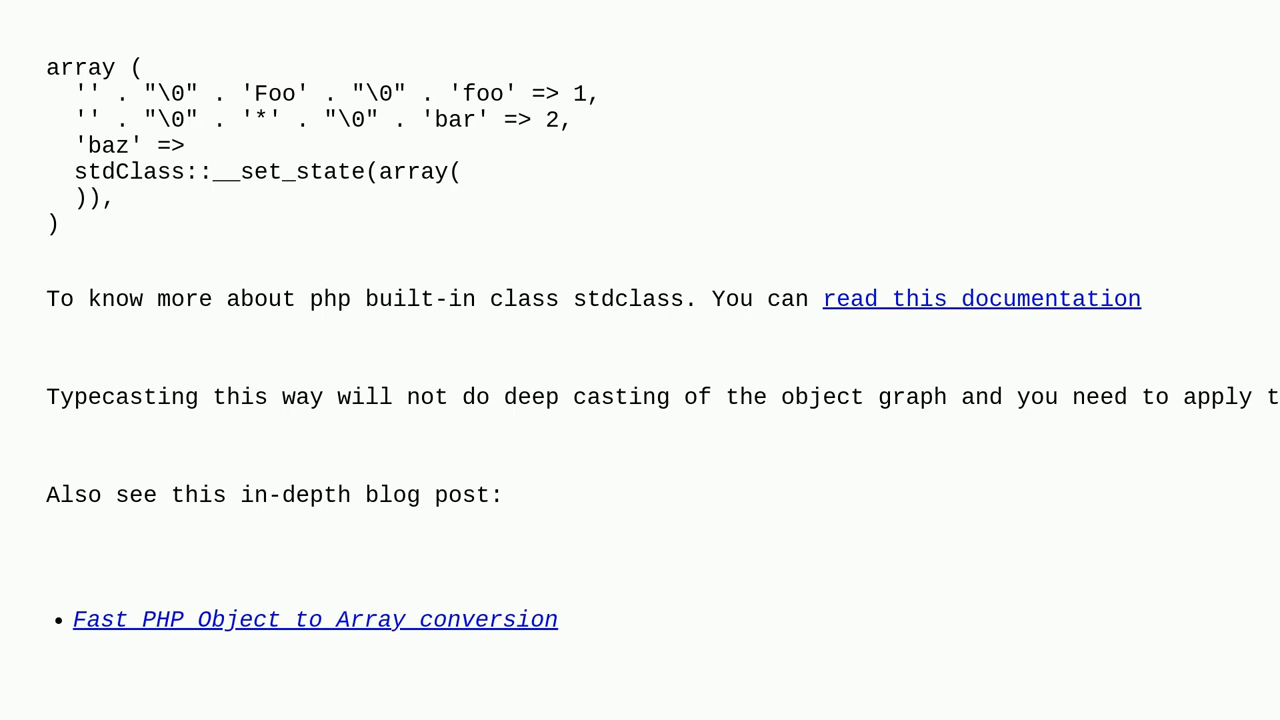 array (
  '' . "\0" . 'Foo' . "\0" . 'foo' => 1,
  '' . "\0" . '*' . "\0" . 'bar' => 2,
  'baz' =>
  stdClass::__set_state(array(
  )),
)
To know more about php built-in class stdclass. You can read this documentation
Typecasting this way will not do deep casting of the object graph and you need to apply
Also see this in-depth blog post:
• Fast PHP Object to Array conversion